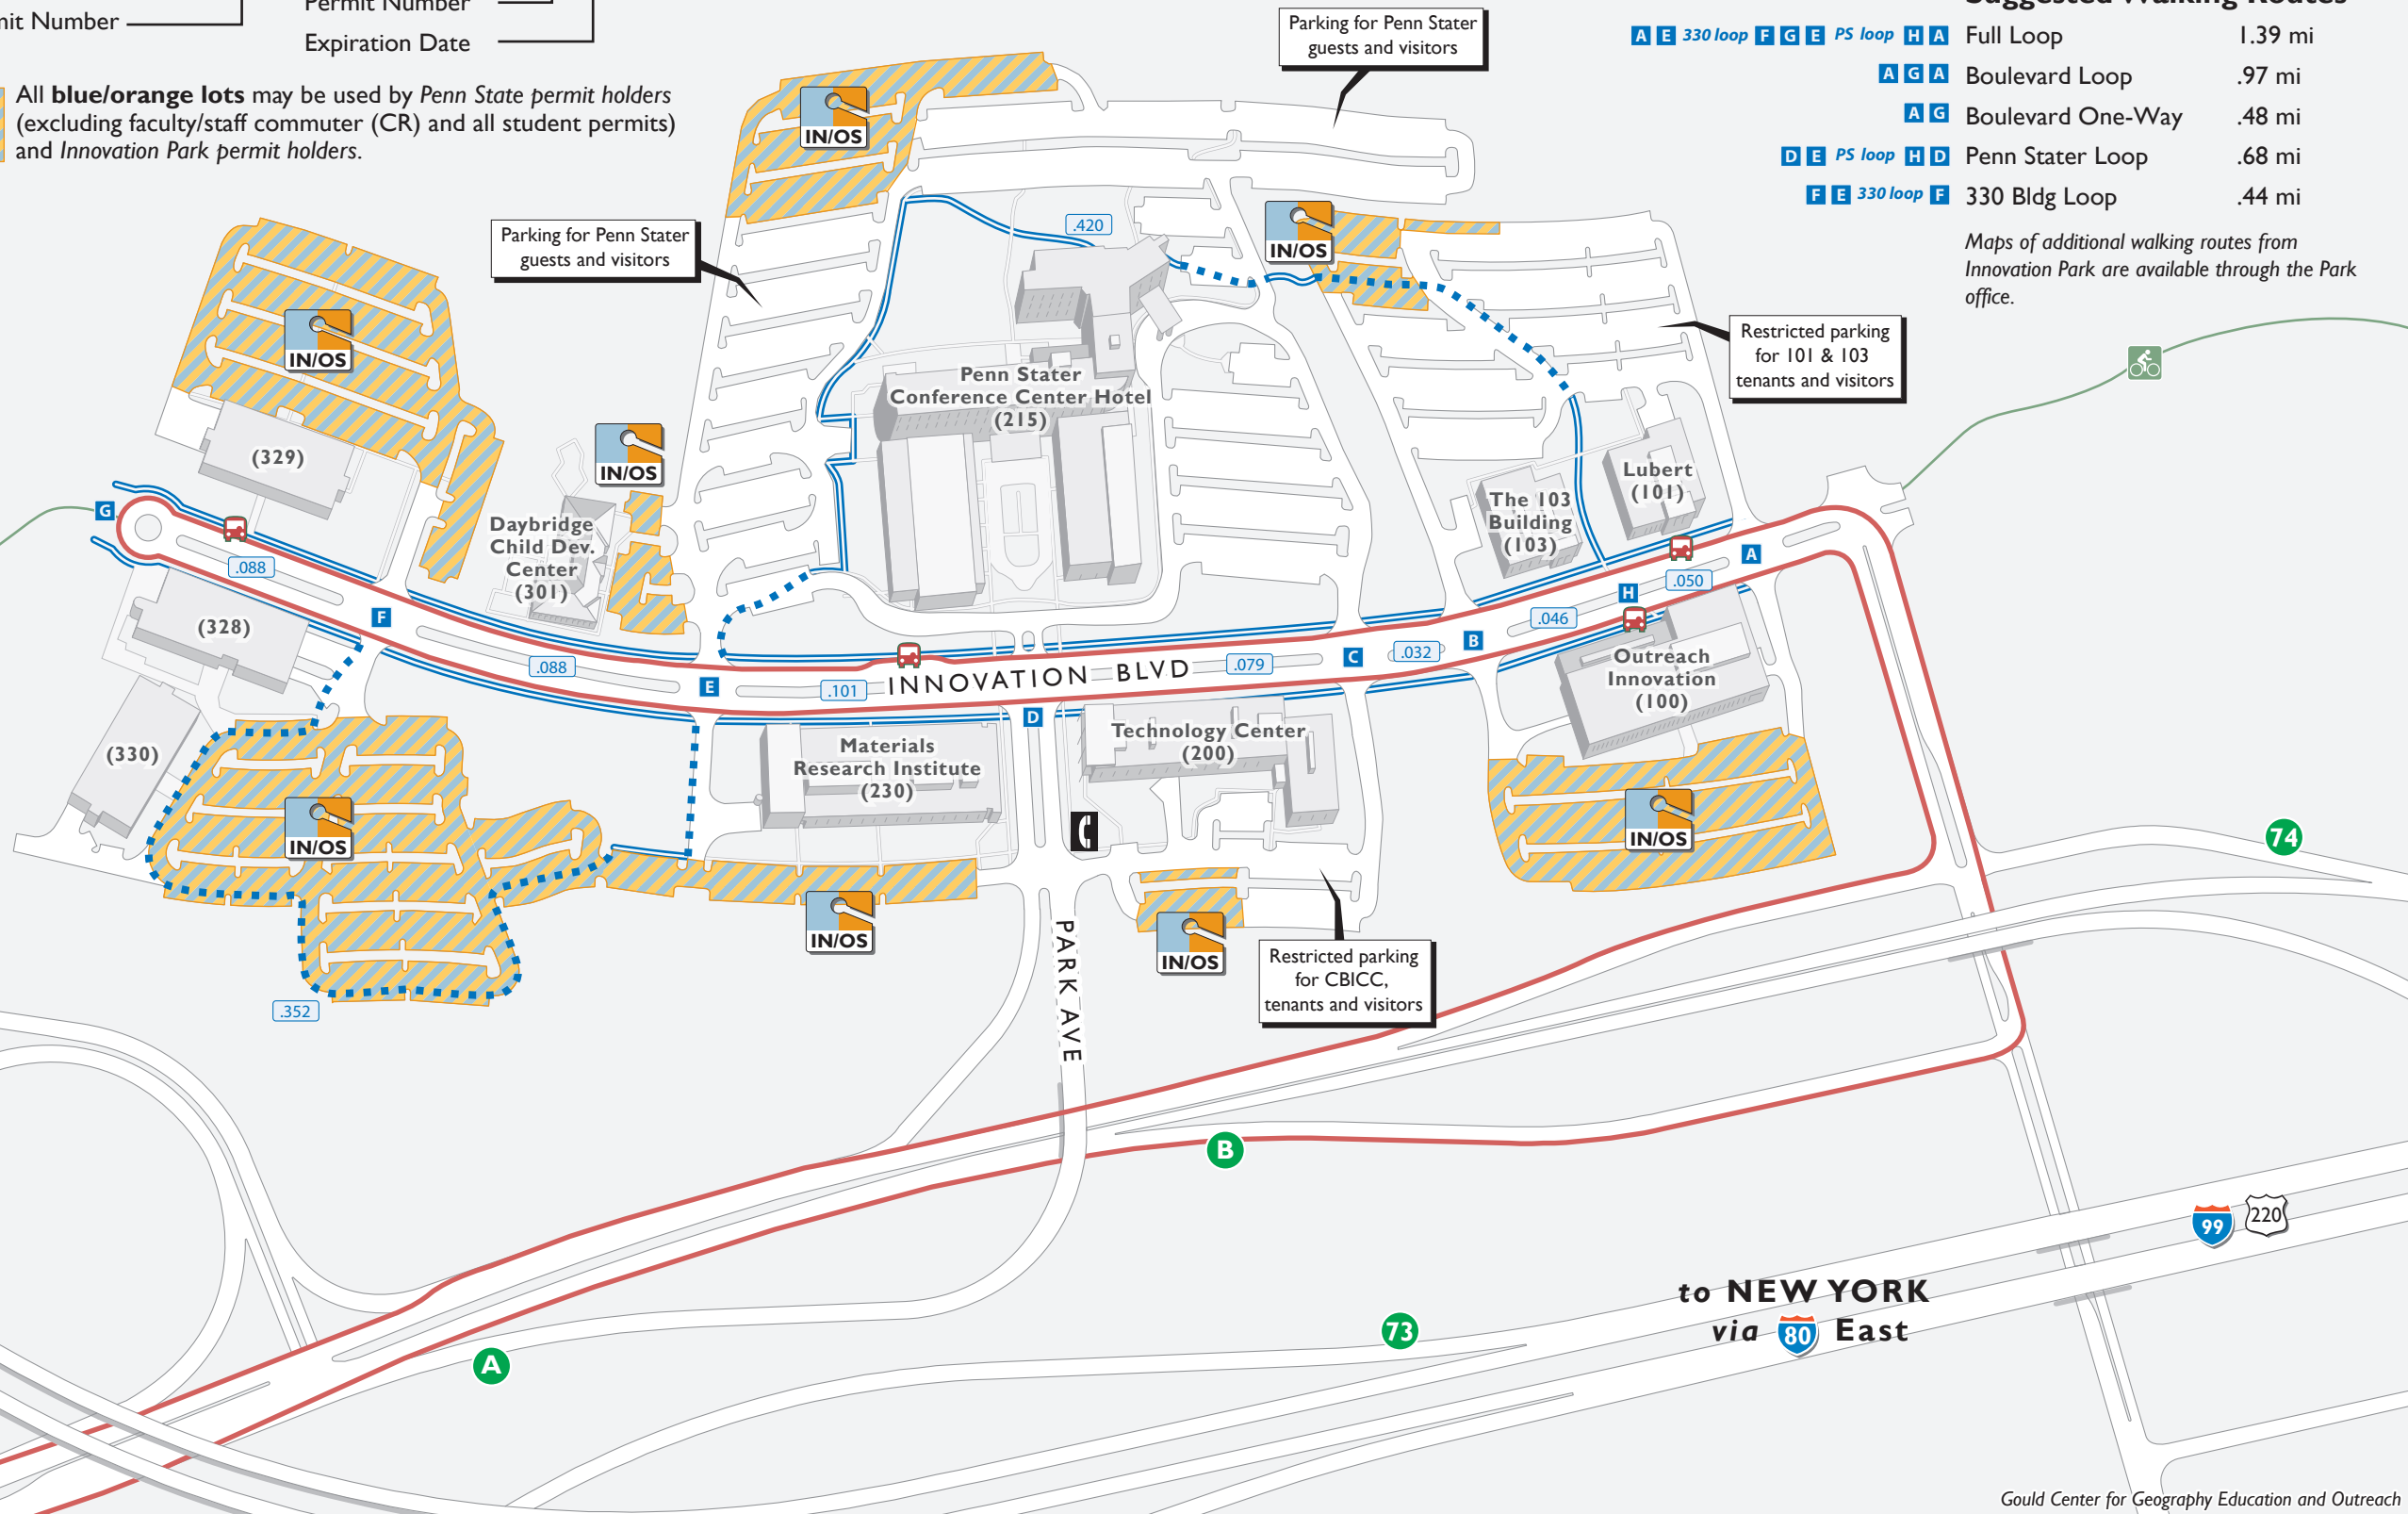 mit Number
Permit Number
Expiration Date
All blue/orange lots may be used by Penn State permit holders
(excluding faculty/staff commuter (CR) and all student permits)
and Innovation Park permit holders.
Suggested Walking Routes
A E 330 loop F G E PS loop H A Full Loop 1.39 mi
A G A Boulevard Loop .97 mi
A G Boulevard One-Way .48 mi
D E PS loop H D Penn Stater Loop .68 mi
F E 330 loop F 330 Bldg Loop .44 mi
Maps of additional walking routes from
Innovation Park are available through the Park
office.
Parking for Penn Stater
guests and visitors
IN/OS
Parking for Penn Stater
guests and visitors
.420
IN/OS
Restricted parking
for 101 & 103
tenants and visitors
IN/OS
Penn Stater
Conference Center Hotel
(215)
IN/OS
(329)
Lubert
(101)
The 103
Building
(103)
Daybridge
Child Dev.
Center
(301)
G
.088
F
(328)
.088
E
.101
INNOVATION BLVD
.079
C
.032
B
.046
H
.050
A
D
Outreach
Innovation
(100)
Technology Center
(200)
Materials
Research Institute
(230)
(330)
IN/OS
IN/OS
IN/OS
IN/OS
Restricted parking
for CBICC,
tenants and visitors
PARK AVE
.352
74
B
A
73
99
220
to NEW YORK
via 80 East
Gould Center for Geography Education and Outreach